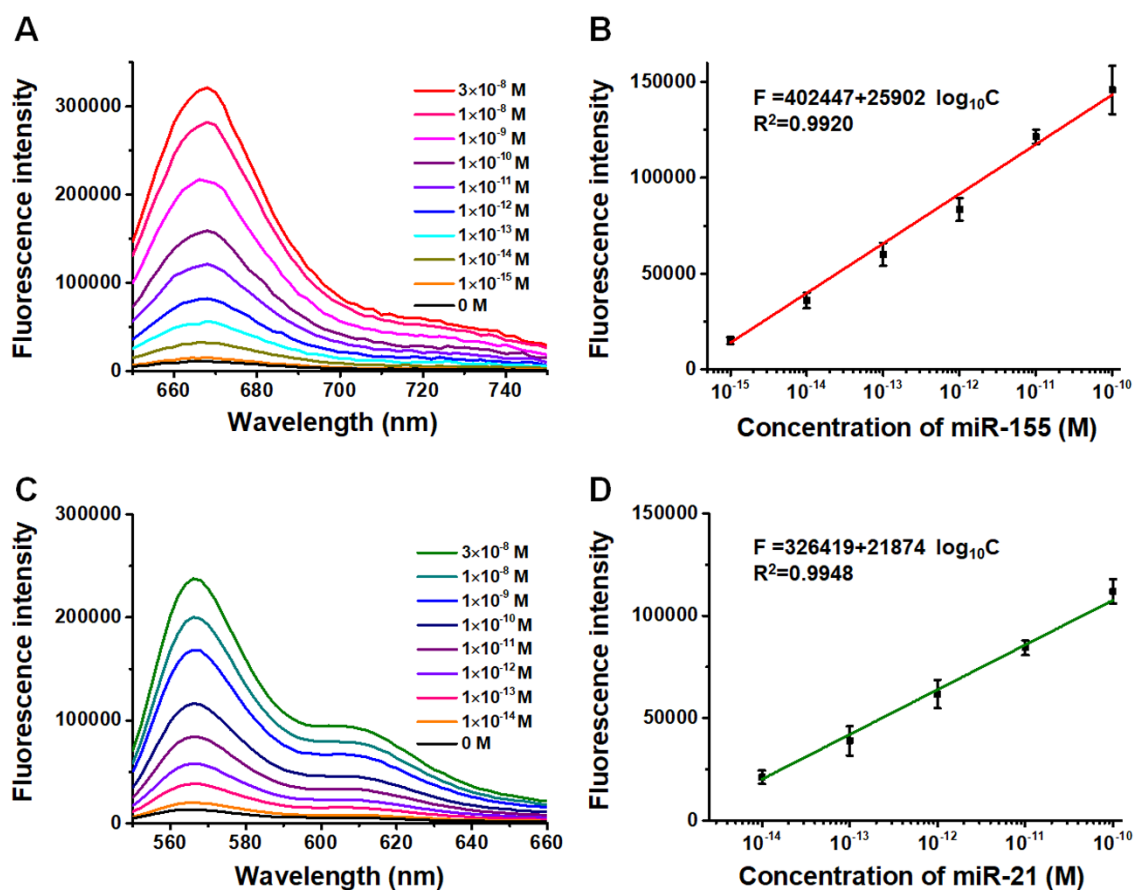 A
Fluorescence intensity
300000
200000
100000
0
3×10⁻⁸ M
1×10⁻⁸ M
1×10⁻⁹ M
1×10⁻¹⁰ M
1×10⁻¹¹ M
1×10⁻¹² M
1×10⁻¹³ M
1×10⁻¹⁴ M
1×10⁻¹⁵ M
0 M
660 680 700 720 740
Wavelength (nm)
B
Fluorescence intensity
150000
100000
50000
0
F =402447+25902 log₁₀C
R²=0.9920
10⁻¹⁵ 10⁻¹⁴ 10⁻¹³ 10⁻¹² 10⁻¹¹ 10⁻¹⁰
Concentration of miR-155 (M)
C
Fluorescence intensity
300000
200000
100000
0
3×10⁻⁸ M
1×10⁻⁸ M
1×10⁻⁹ M
1×10⁻¹⁰ M
1×10⁻¹¹ M
1×10⁻¹² M
1×10⁻¹³ M
1×10⁻¹⁴ M
0 M
560 580 600 620 640 660
Wavelength (nm)
D
Fluorescence intensity
150000
100000
50000
0
F =326419+21874 log₁₀C
R²=0.9948
10⁻¹⁴ 10⁻¹³ 10⁻¹² 10⁻¹¹ 10⁻¹⁰
Concentration of miR-21 (M)